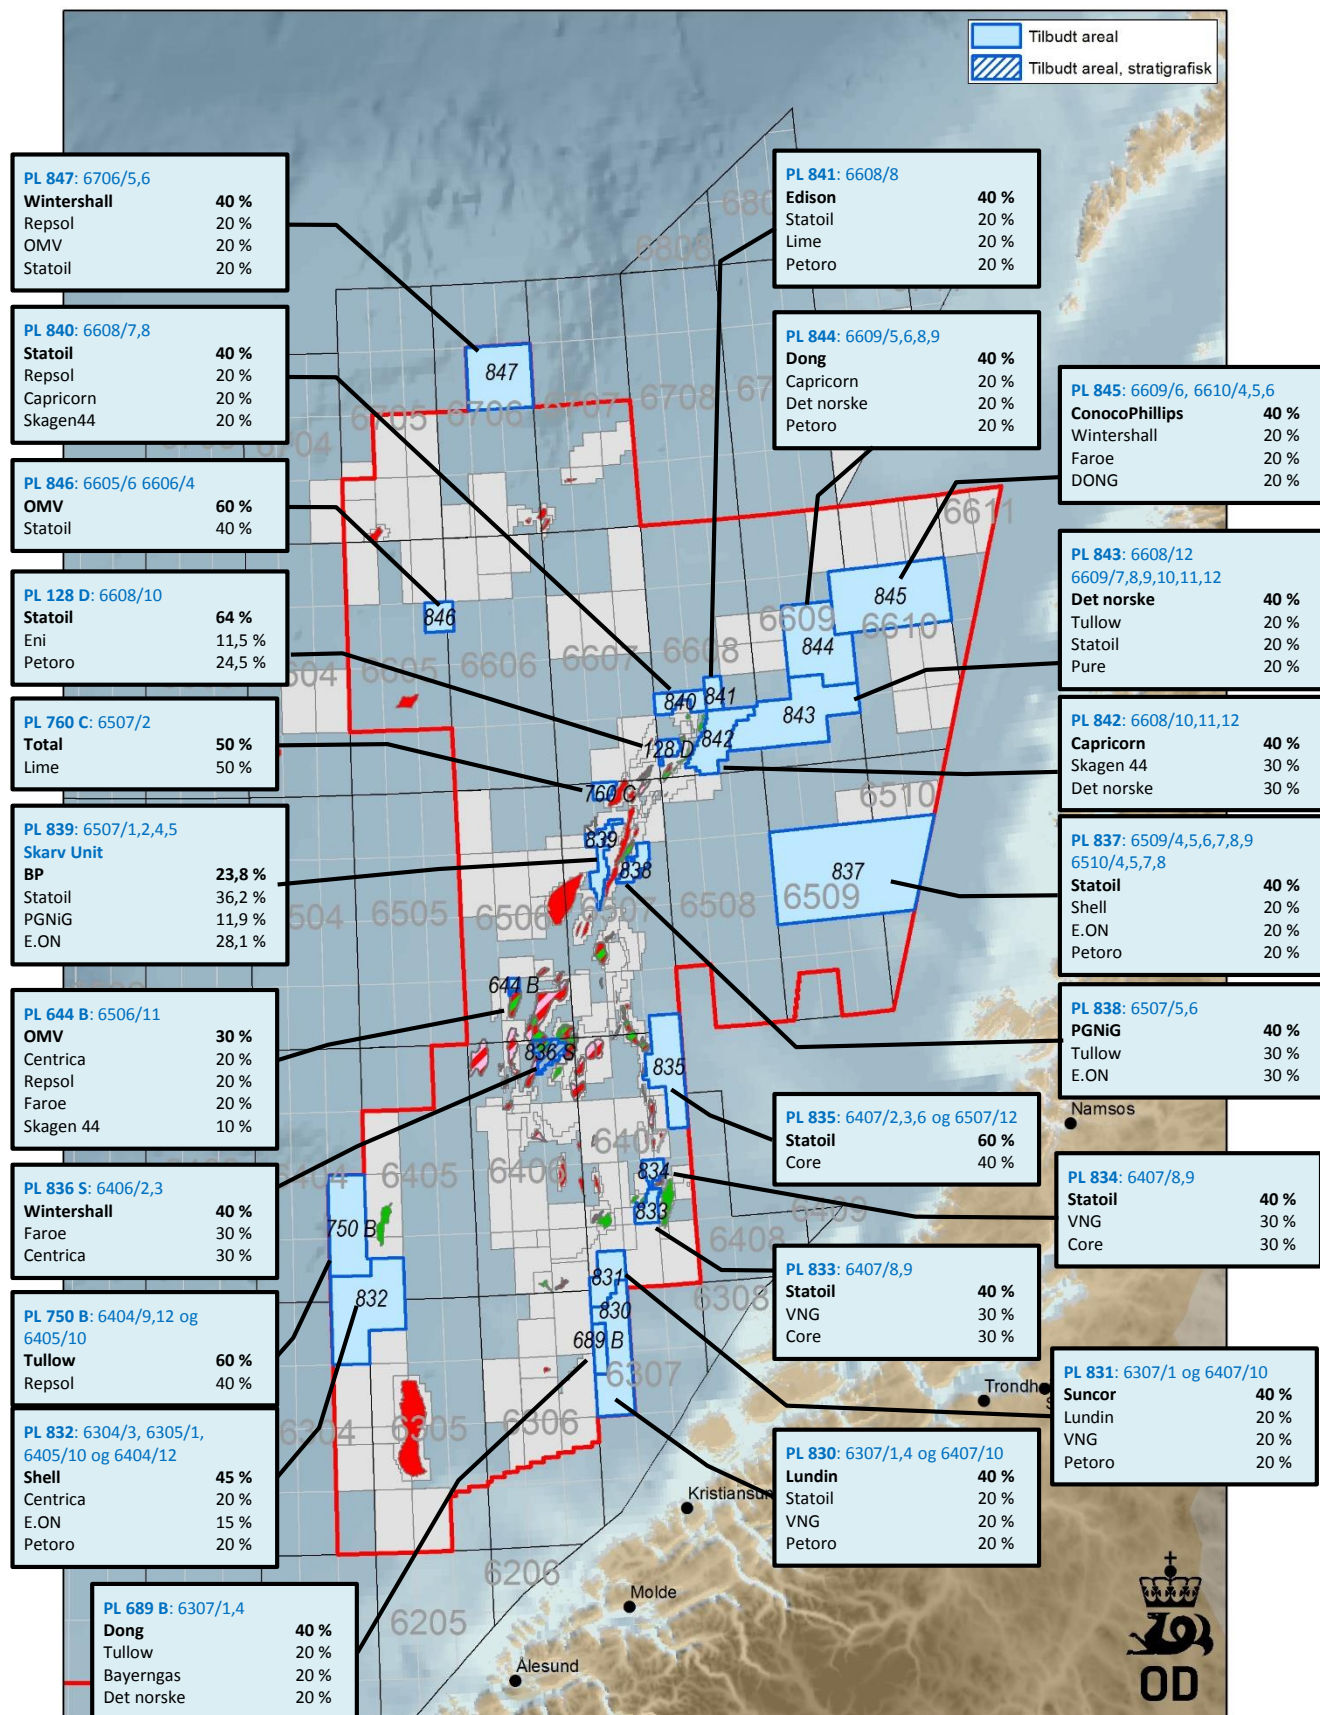 Tilbudt areal
Tilbudt areal, stratigrafisk
PL 847: 6706/5,6
Wintershall 40 %
Repsol 20 %
OMV 20 %
Statoil 20 %
PL 840: 6608/7,8
Statoil 40 %
Repsol 20 %
Capricorn 20 %
Skagen44 20 %
PL 846: 6605/6 6606/4
OMV 60 %
Statoil 40 %
PL 128 D: 6608/10
Statoil 64 %
Eni 11,5 %
Petoro 24,5 %
PL 760 C: 6507/2
Total 50 %
Lime 50 %
PL 839: 6507/1,2,4,5
Skarv Unit
BP 23,8 %
Statoil 36,2 %
PGNiG 11,9 %
E.ON 28,1 %
PL 644 B: 6506/11
OMV 30 %
Centrica 20 %
Repsol 20 %
Faroe 20 %
Skagen 44 10 %
PL 836 S: 6406/2,3
Wintershall 40 %
Faroe 30 %
Centrica 30 %
PL 750 B: 6404/9,12 og
6405/10
Tullow 60 %
Repsol 40 %
PL 832: 6304/3, 6305/1,
6405/10 og 6404/12
Shell 45 %
Centrica 20 %
E.ON 15 %
Petoro 20 %
PL 689 B: 6307/1,4
Dong 40 %
Tullow 20 %
Bayerngas 20 %
Det norske 20 %
PL 841: 6608/8
Edison 40 %
Statoil 20 %
Lime 20 %
Petoro 20 %
PL 844: 6609/5,6,8,9
Dong 40 %
Capricorn 20 %
Det norske 20 %
Petoro 20 %
PL 845: 6609/6, 6610/4,5,6
ConocoPhillips 40 %
Wintershall 20 %
Faroe 20 %
DONG 20 %
PL 843: 6608/12
6609/7,8,9,10,11,12
Det norske 40 %
Tullow 20 %
Statoil 20 %
Pure 20 %
PL 842: 6608/10,11,12
Capricorn 40 %
Skagen 44 30 %
Det norske 30 %
PL 837: 6509/4,5,6,7,8,9
6510/4,5,7,8
Statoil 40 %
Shell 20 %
E.ON 20 %
Petoro 20 %
PL 838: 6507/5,6
PGNiG 40 %
Tullow 30 %
E.ON 30 %
PL 835: 6407/2,3,6 og 6507/12
Statoil 60 %
Core 40 %
PL 834: 6407/8,9
Statoil 40 %
VNG 30 %
Core 30 %
PL 833: 6407/8,9
Statoil 40 %
VNG 30 %
Core 30 %
PL 831: 6307/1 og 6407/10
Suncor 40 %
Lundin 20 %
VNG 20 %
Petoro 20 %
PL 830: 6307/1,4 og 6407/10
Lundin 40 %
Statoil 20 %
VNG 20 %
Petoro 20 %
6808
847
6705 6706 6707 6708
6611
845
6609
6610
844
846
6605 6606 6607 6608
840 841
843
842
128 D
760 C
6510
839
838
837
6505 6506 6507 6508 6509
644 B
836 S
835
6405 6406 6407
834
833
750 B
6408
6409
831
832
830
6308
689 B
6307
6304 6305 6306
6206
6205
Namsos
Kristiansun
Molde
Ålesund
OD